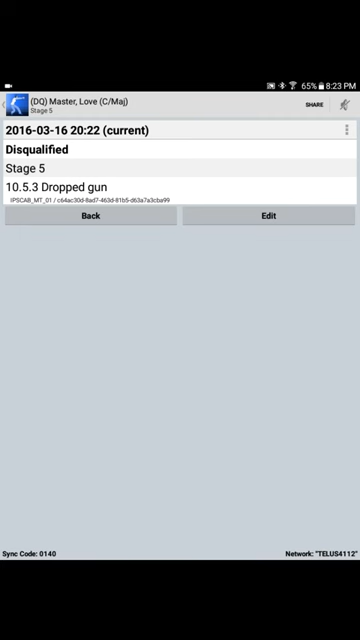 65% 8:23 PM
(DQ) Master, Love (C/Maj)
Stage 5
SHARE
2016-03-16 20:22 (current)
Disqualified
Stage 5
10.5.3 Dropped gun
IPSCAB_MT_01 / c64ac30d-8ad7-463d-81b5-d63a7a3cba99
Back Edit
Sync Code: 0140 Network: "TELUS4112"